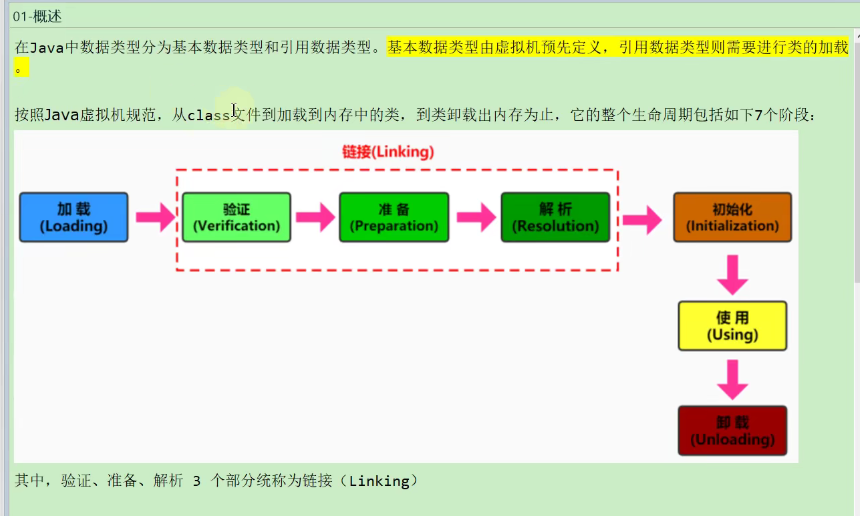 01-概述
在Java中数据类型分为基本数据类型和引用数据类型。基本数据类型由虚拟机预先定义，引用数据类型则需要进行类的加载
。
按照Java虚拟机规范，从class文件到加载到内存中的类，到类卸载出内存为止，它的整个生命周期包括如下7个阶段：
链接(Linking)
加 载
(Loading)
验证
(Verification)
准 备
(Preparation)
解 析
(Resolution)
初始化
(Initialization)
使 用
(Using)
卸 载
(Unloading)
其中，验证、准备、解析 3 个部分统称为链接（Linking）